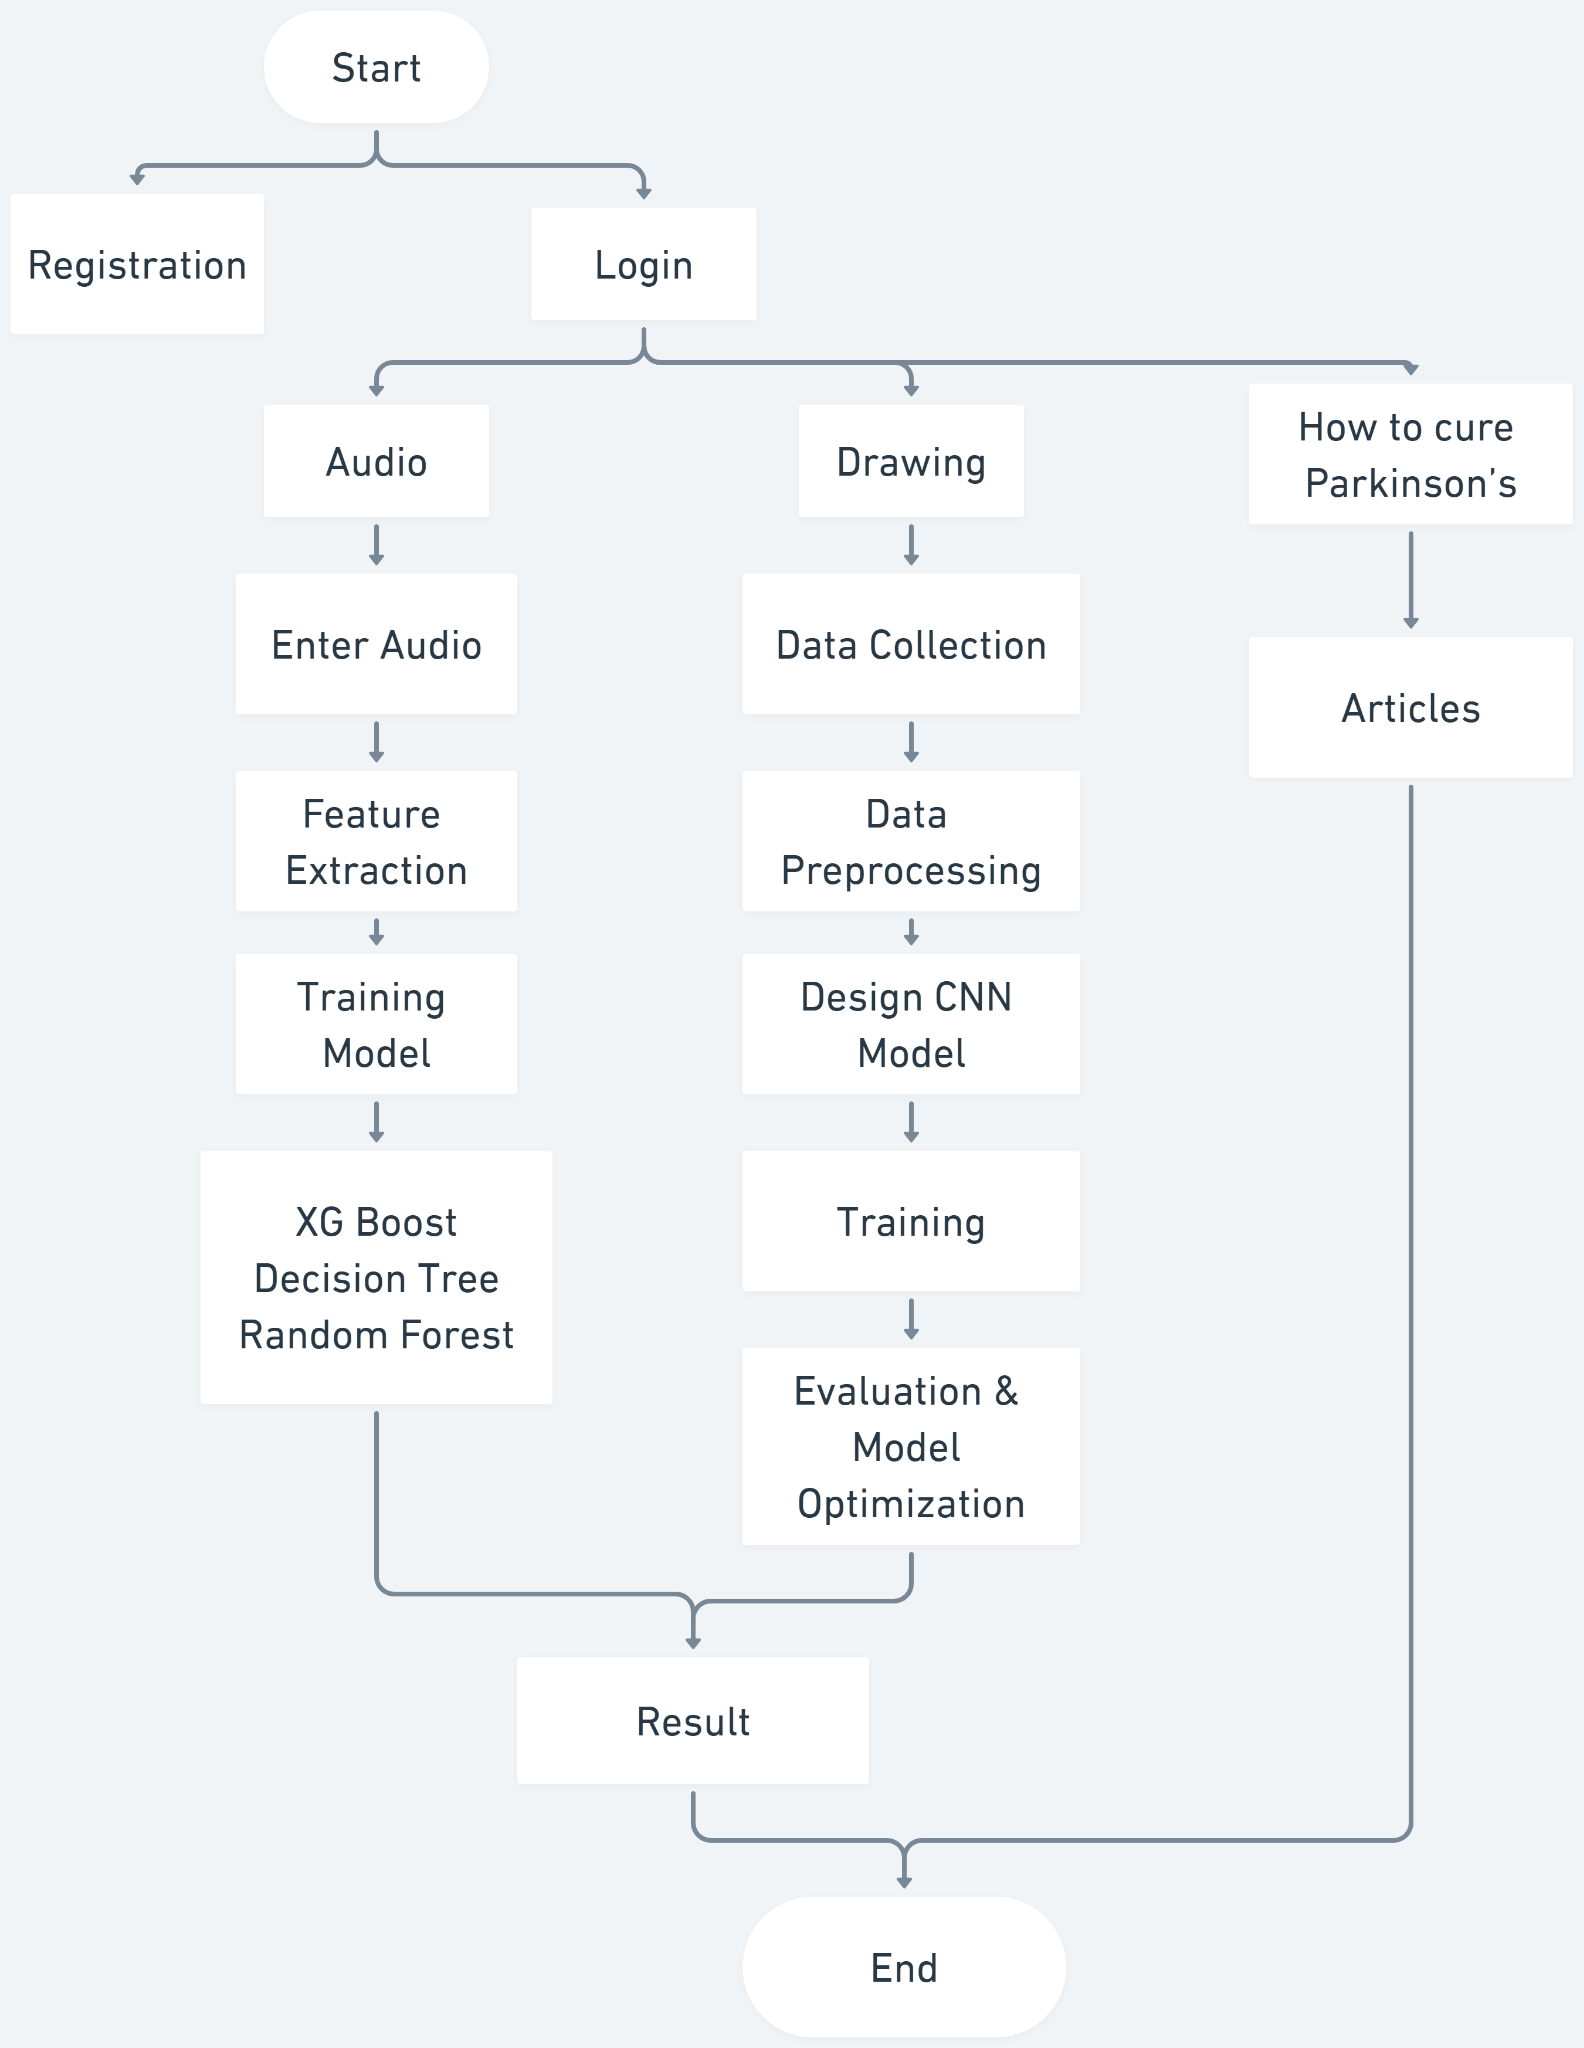 Start
Registration
Login
Audio
Drawing
How to cure
Parkinson’s
Enter Audio
Data Collection
Articles
Feature
Extraction
Data
Preprocessing
Training
Model
Design CNN
Model
XG Boost
Decision Tree
Random Forest
Training
Evaluation &
Model
Optimization
Result
End